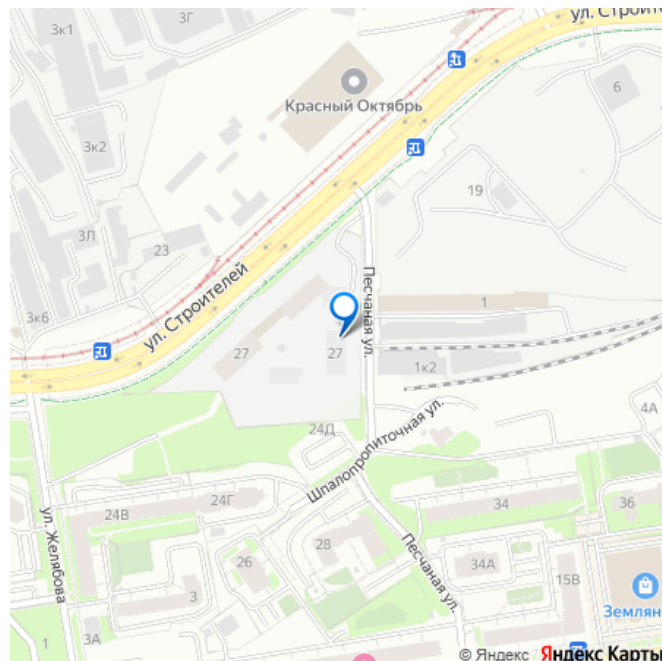 ул. Строителей
3к1
3Г
Красный Октябрь
6
3к2
19
3Л
23
ул. Строителей
Песчаная ул.
1
3к6
27
27
1к2
4А
24Д
Шпалопропиточная ул.
24Г
24В
34
36
ул. Желябова
28
Песчаная ул.
26
34А
15В
3
Землян
1
3А
© Яндекс Яндекс Карты